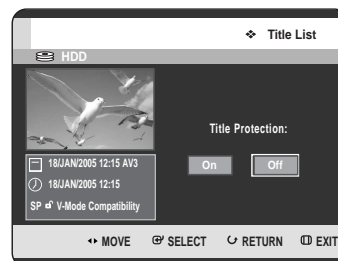 ❖ Title List
HDD
Title Protection:
On Off
18/JAN/2005 12:15 AV3
18/JAN/2005 12:15
SP V-Mode Compatibility
MOVE SELECT RETURN EXIT